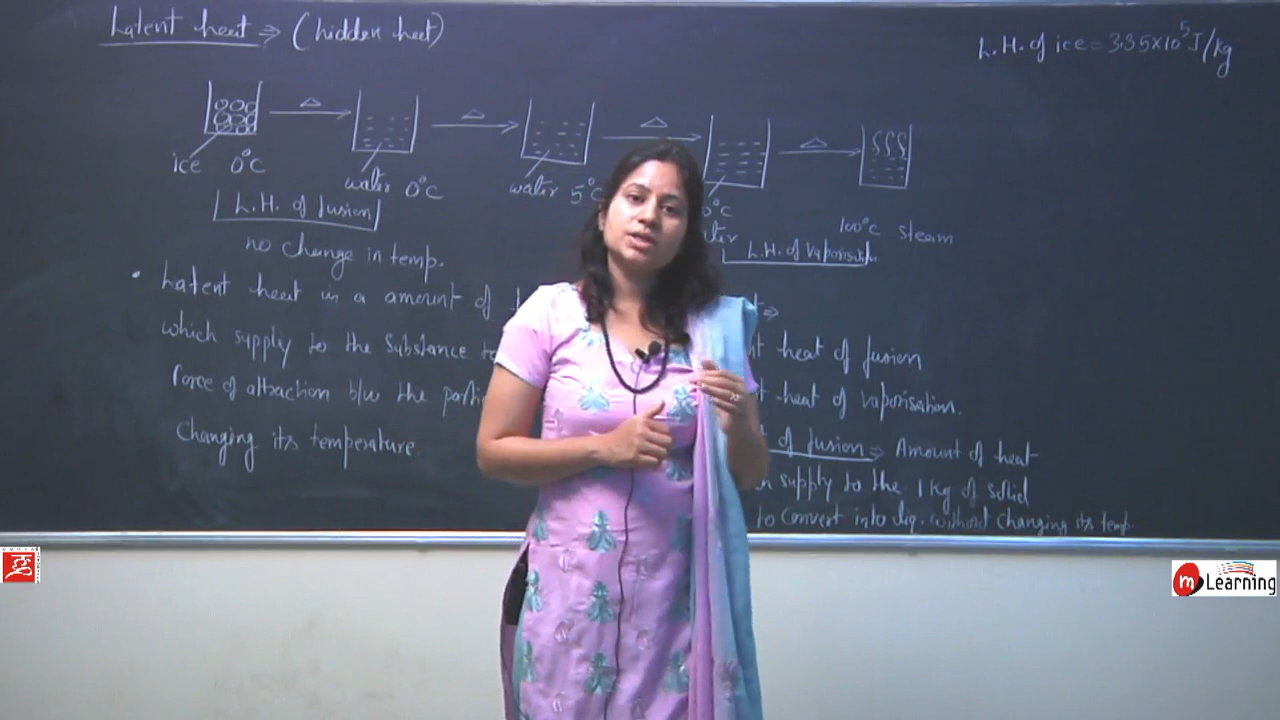 Latent heat ⇒ (hidden heat)
L.H. of ice = 3.35×10⁵J/kg
△ △ △ △
ice 0°C
water 0°C
water 5°C
100°C steam
L.H. of fusion
L.H. of Vaporisation
no change in temp.
• Latent heat is a amount of
which supply to the Substance to
Force of attraction b/w the
Changing its temperature
⇒
heat of fusion
heat of vaporisation.
of fusion ⇒ Amount of heat
supply to the 1 kg of solid
to Convert into liq. without changing its temp.
m Learning